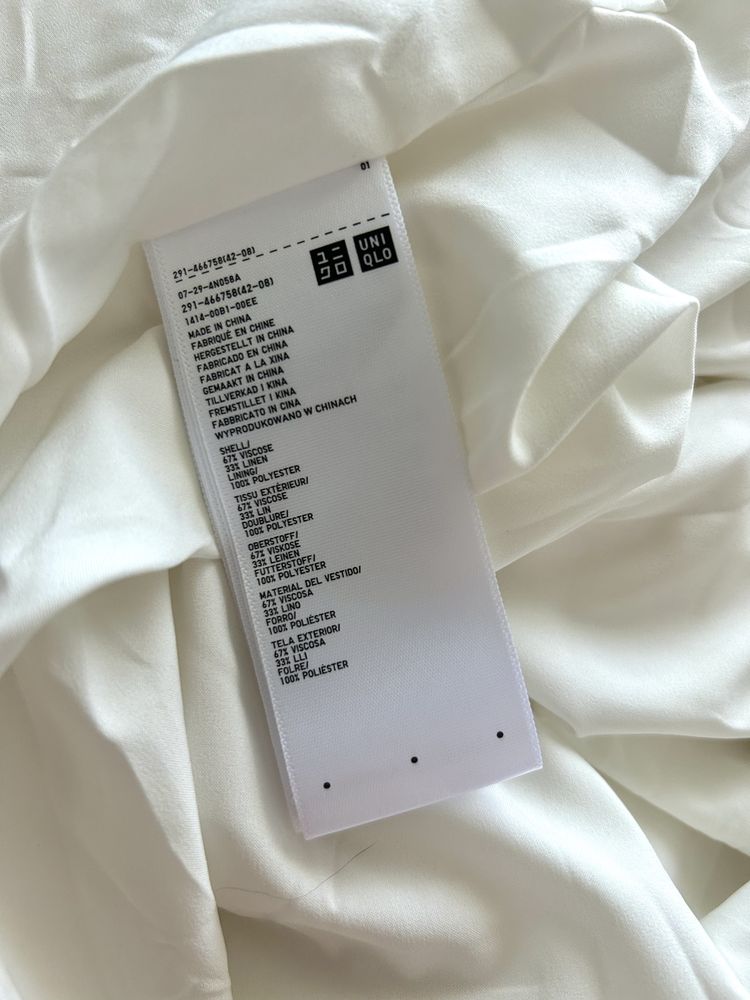 01
291-466758(42-08)
ユニ
クロ
UNI
QLO
07-29-4N058A
291-466758(42-08)
1414-00B1-00EE
MADE IN CHINA
FABRIQUÉ EN CHINE
HERGESTELLT IN CHINA
FABRICADO EN CHINA
FABRICAT A LA XINA
GEMAAKT IN CHINA
TILLVERKAD I KINA
FREMSTILLET I KINA
FABBRICATO IN CINA
WYPRODUKOWANO W CHINACH
SHELL/
67% VISCOSE
33% LINEN
LINING/
100% POLYESTER
TISSU EXTÉRIEUR/
67% VISCOSE
33% LIN
DOUBLURE/
100% POLYESTER
OBERSTOFF/
67% VISKOSE
33% LEINEN
FUTTERSTOFF/
100% POLYESTER
MATERIAL DEL VESTIDO/
67% VISCOSA
33% LINO
FORRO/
100% POLIÉSTER
TELA EXTERIOR/
67% VISCOSA
33% LLI
FOLRE/
100% POLIÈSTER